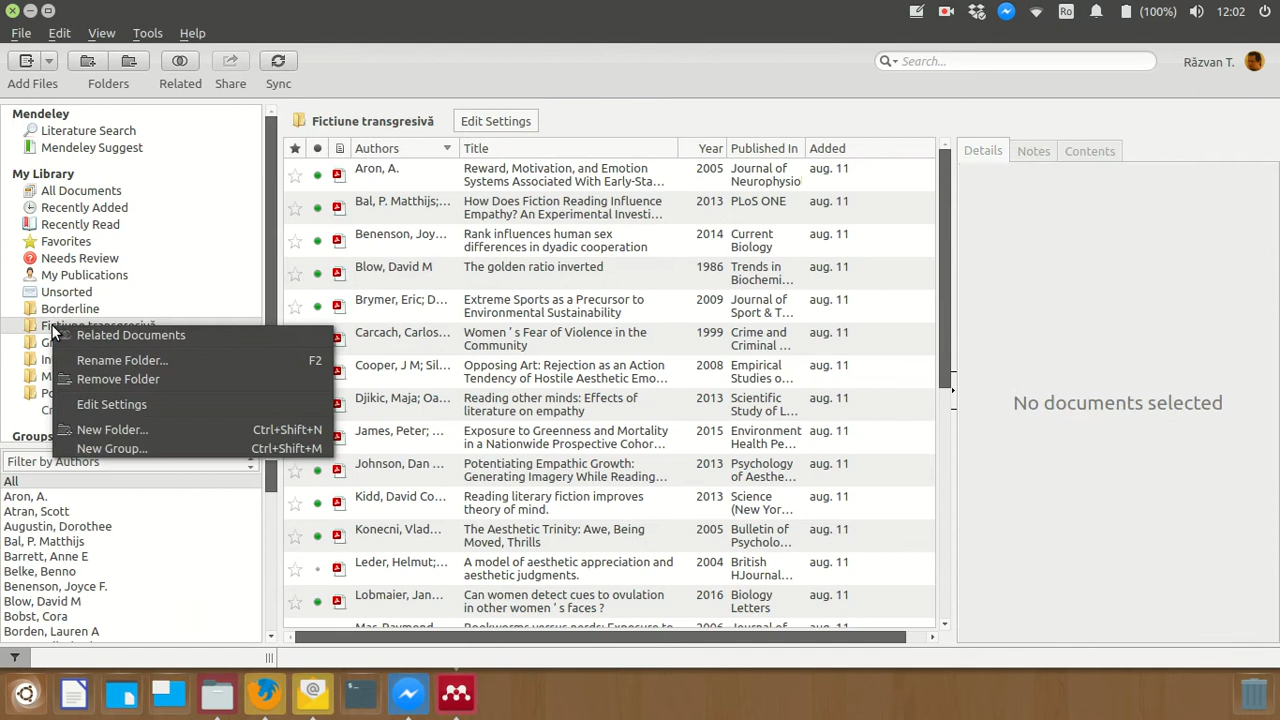 Ro
(100%)
12:02
File Edit View Tools Help
Add Files
Folders
Related
Share
Sync
Search...
Răzvan T.
Mendeley
Literature Search
Mendeley Suggest
My Library
All Documents
Recently Added
Recently Read
Favorites
Needs Review
My Publications
Unsorted
Borderline
Related Documents
Rename Folder... F2
Remove Folder
Edit Settings
New Folder... Ctrl+Shift+N
New Group... Ctrl+Shift+M
Groups
Filter by Authors
All
Aron, A.
Atran, Scott
Augustin, Dorothee
Bal, P. Matthijs
Barrett, Anne E
Belke, Benno
Benenson, Joyce F.
Blow, David M
Bobst, Cora
Borden, Lauren A
Fictiune transgresivă
Edit Settings
Authors Title Year Published In Added
Aron, A. Reward, Motivation, and Emotion 2005 Journal of aug. 11
Systems Associated With Early-Sta... Neurophysiol
Bal, P. Matthijs;... How Does Fiction Reading Influence 2013 PLoS ONE aug. 11
Empathy? An Experimental Investi...
Benenson, Joy... Rank influences human sex 2014 Current aug. 11
differences in dyadic cooperation Biology
Blow, David M The golden ratio inverted 1986 Trends in aug. 11
Biochemi...
Brymer, Eric; D... Extreme Sports as a Precursor to 2009 Journal of aug. 11
Environmental Sustainability Sport & T...
Carcach, Carlos... Women ' s Fear of Violence in the 1999 Crime and aug. 11
Community Criminal ...
Cooper, J M; Sil... Opposing Art: Rejection as an Action 2008 Empirical aug. 11
Tendency of Hostile Aesthetic Emo... Studies o...
Djikic, Maja; Oa... Reading other minds: Effects of 2013 Scientific aug. 11
literature on empathy Study of L...
James, Peter;... Exposure to Greenness and Mortality 2016 Environment aug. 11
in a Nationwide Prospective Cohor... Health Pe...
Johnson, Dan ... Potentiating Empathic Growth: 2013 Psychology aug. 11
Generating Imagery While Reading... of Aesthe...
Kidd, David Co... Reading literary fiction improves 2013 Science aug. 11
theory of mind. (New Yor...
Konecni, Vlad... The Aesthetic Trinity: Awe, Being 2005 Bulletin of aug. 11
Moved, Thrills Psycholo...
Leder, Helmut;... A model of aesthetic appreciation and 2004 British aug. 11
aesthetic judgments. HJournal...
Lobmaier, Jan... Can women detect cues to ovulation 2016 Biology aug. 11
in other women ' s faces ? Letters
Details Notes Contents
No documents selected